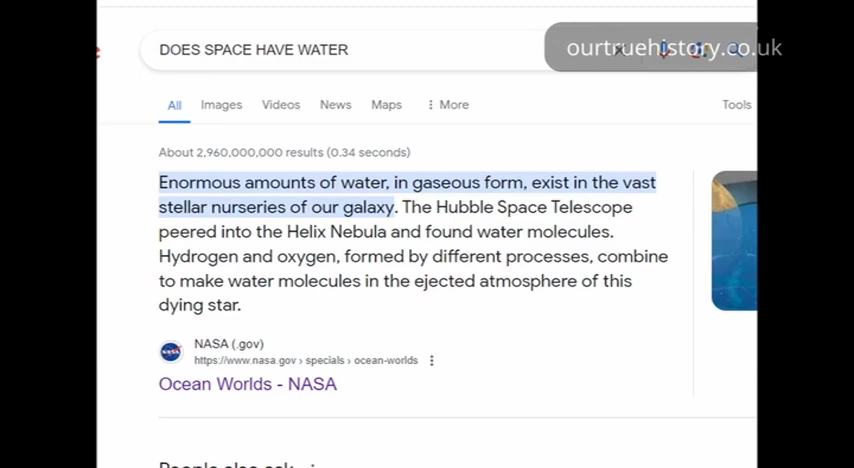 DOES SPACE HAVE WATER
ourtruehistory.co.uk
All Images Videos News Maps More Tools
About 2,960,000,000 results (0.34 seconds)
Enormous amounts of water, in gaseous form, exist in the vast
stellar nurseries of our galaxy. The Hubble Space Telescope
peered into the Helix Nebula and found water molecules.
Hydrogen and oxygen, formed by different processes, combine
to make water molecules in the ejected atmosphere of this
dying star.
NASA
NASA (.gov)
https://www.nasa.gov › specials › ocean-worlds
Ocean Worlds - NASA
People also ask